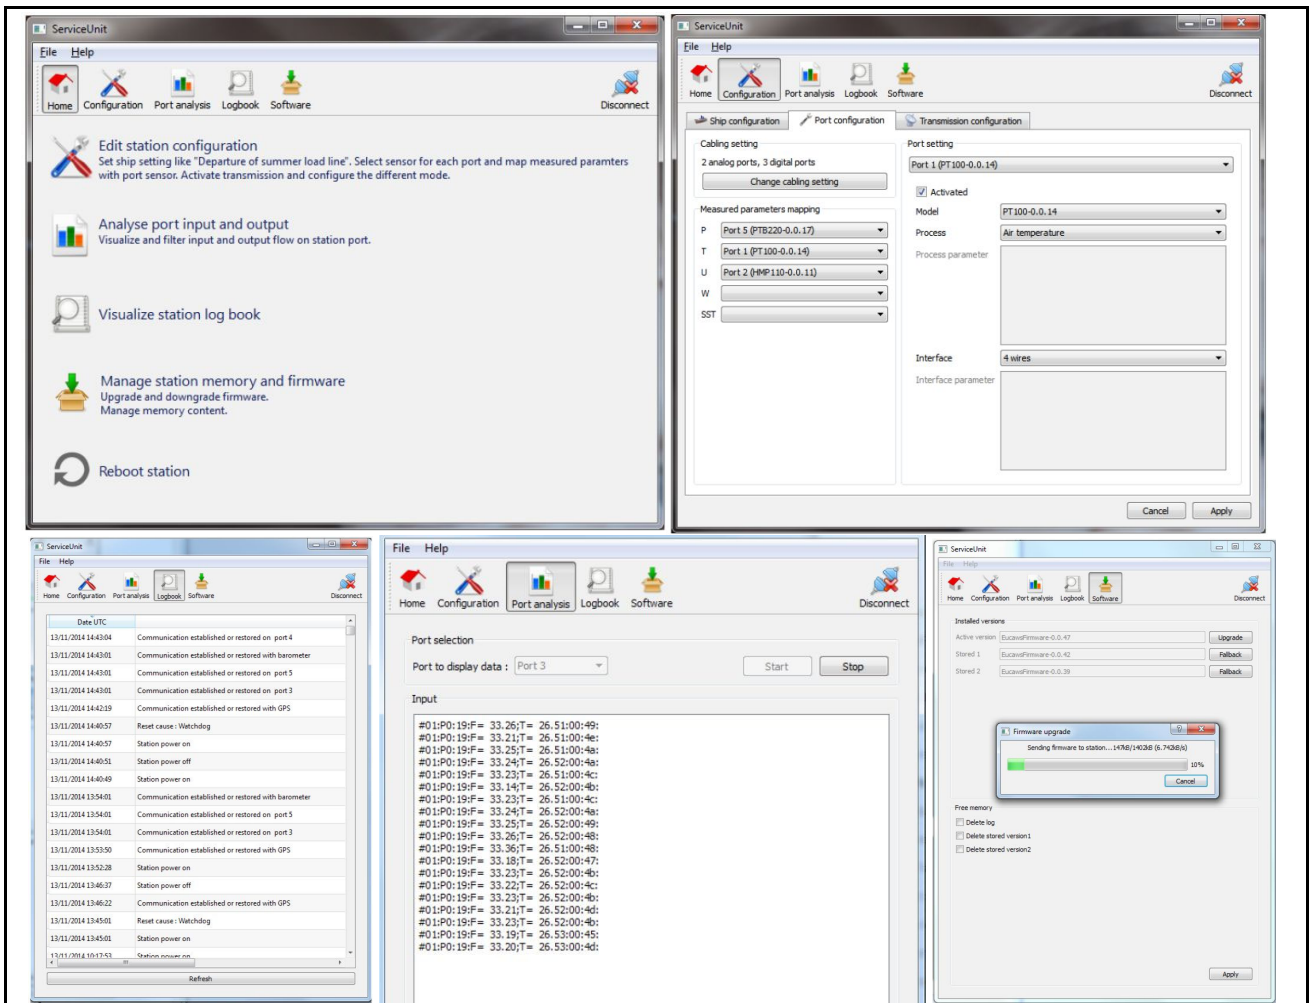 ServiceUnit
File Help
Home Configuration Port analysis Logbook Software Disconnect
Edit station configuration
Set ship setting like "Departure of summer load line". Select sensor for each port and map measured paramters
with port sensor. Activate transmission and configure the different mode.
Analyse port input and output
Visualize and filter input and output flow on station port.
Visualize station log book
Manage station memory and firmware
Upgrade and downgrade firmware.
Manage memory content.
Reboot station
ServiceUnit
File Help
Home Configuration Port analysis Logbook Software Disconnect
Ship configuration Port configuration Transmission configuration
Cabling setting
2 analog ports, 3 digital ports
Change cabling setting
Measured parameters mapping
P Port 5 (PTB220-0.0.17)
T Port 1 (PT100-0.0.14)
U Port 2 (HMP110-0.0.11)
W
SST
Port setting
Port 1 (PT100-0.0.14)
Activated
Model PT100-0.0.14
Process Air temperature
Process parameter
Interface 4 wires
Interface parameter
Cancel Apply
ServiceUnit
File Help
Home Configuration Port analysis Logbook Software Disconnect
Date UTC
13/11/2014 14:43:04 Communication established or restored on port 4
13/11/2014 14:43:01 Communication established or restored with barometer
13/11/2014 14:43:01 Communication established or restored on port 5
13/11/2014 14:43:01 Communication established or restored on port 3
13/11/2014 14:42:19 Communication established or restored with GPS
13/11/2014 14:40:57 Reset cause : Watchdog
13/11/2014 14:40:57 Station power on
13/11/2014 14:40:51 Station power off
13/11/2014 14:40:49 Station power on
13/11/2014 13:54:01 Communication established or restored with barometer
13/11/2014 13:54:01 Communication established or restored on port 5
13/11/2014 13:54:01 Communication established or restored on port 3
13/11/2014 13:53:50 Communication established or restored with GPS
13/11/2014 13:52:28 Station power on
13/11/2014 13:46:37 Station power off
13/11/2014 13:46:22 Communication established or restored with GPS
13/11/2014 13:45:01 Reset cause : Watchdog
13/11/2014 13:45:01 Station power on
13/11/2014 10:17:53 Station power on
Refresh
File Help
Home Configuration Port analysis Logbook Software Disconnect
Port selection
Port to display data : Port 3 Start Stop
Input
#01:P0:19:F= 33.26;T= 26.51:00:49:
#01:P0:19:F= 33.21;T= 26.51:00:4e:
#01:P0:19:F= 33.25;T= 26.51:00:4a:
#01:P0:19:F= 33.24;T= 26.52:00:4a:
#01:P0:19:F= 33.23;T= 26.51:00:4c:
#01:P0:19:F= 33.14;T= 26.52:00:4b:
#01:P0:19:F= 33.23;T= 26.51:00:4c:
#01:P0:19:F= 33.24;T= 26.52:00:4a:
#01:P0:19:F= 33.25;T= 26.52:00:49:
#01:P0:19:F= 33.26;T= 26.52:00:48:
#01:P0:19:F= 33.36;T= 26.51:00:48:
#01:P0:19:F= 33.18;T= 26.52:00:47:
#01:P0:19:F= 33.23;T= 26.52:00:4b:
#01:P0:19:F= 33.22;T= 26.52:00:4c:
#01:P0:19:F= 33.23;T= 26.52:00:4b:
#01:P0:19:F= 33.21;T= 26.52:00:4d:
#01:P0:19:F= 33.23;T= 26.52:00:4b:
#01:P0:19:F= 33.19;T= 26.53:00:45:
#01:P0:19:F= 33.20;T= 26.53:00:4d:
ServiceUnit
File Help
Home Configuration Port analysis Logbook Software Disconnect
Installed versions
Active version EucawsFirmware-0.0.47 Upgrade
Stored 1 EucawsFirmware-0.0.42 Fallback
Stored 2 EucawsFirmware-0.0.39 Fallback
Firmware upgrade
Sending firmware to station...147kB/1402kB (6.742kB/s)
10%
Cancel
Free memory
Delete log
Delete stored version1
Delete stored version2
Apply